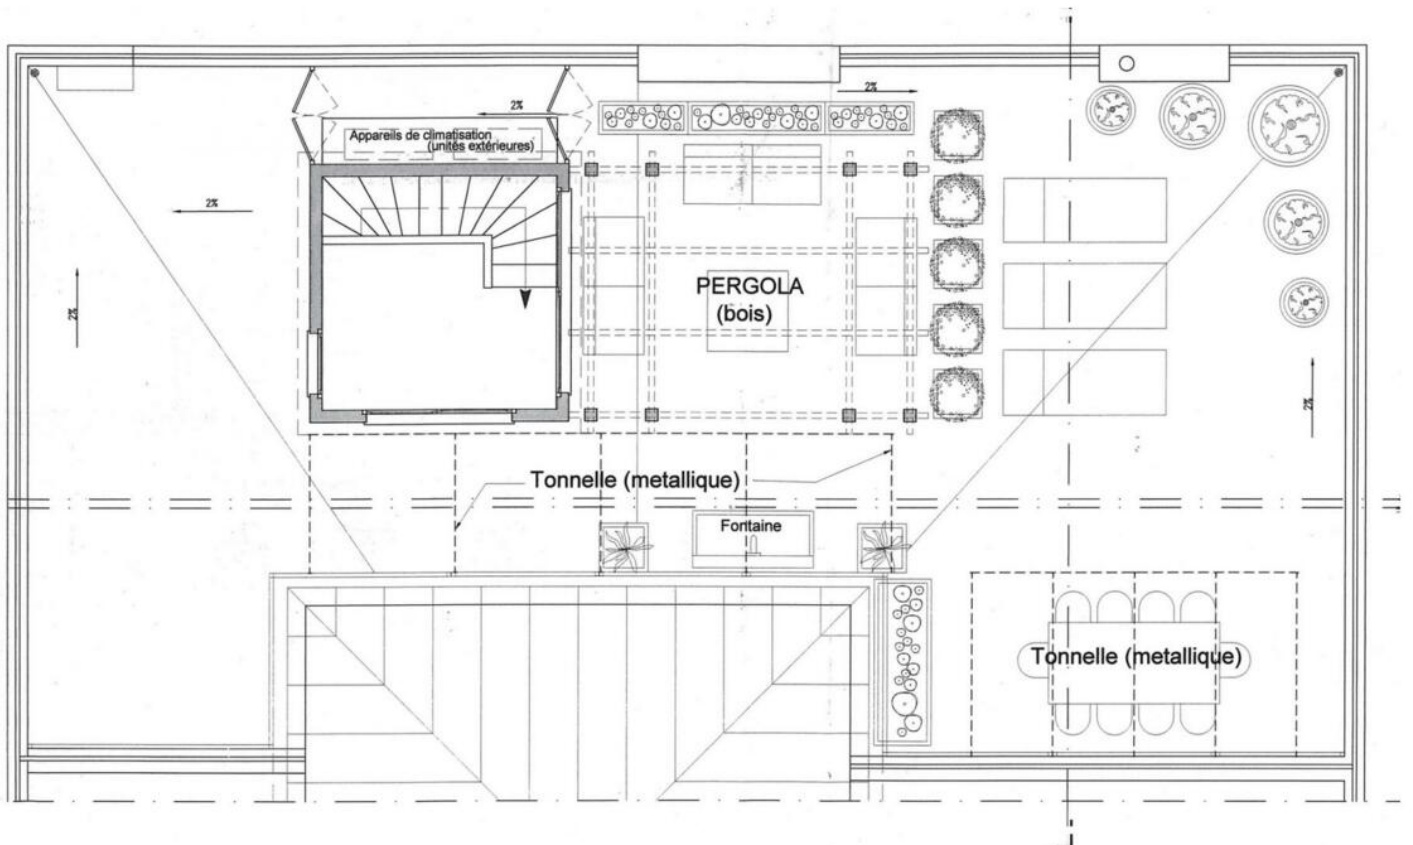 2%
2%
Appareils de climatisation
(unités extérieures)
2%
2%
PERGOLA
(bois)
2%
Tonnelle (metallique)
Fontaine
Tonnelle (metallique)